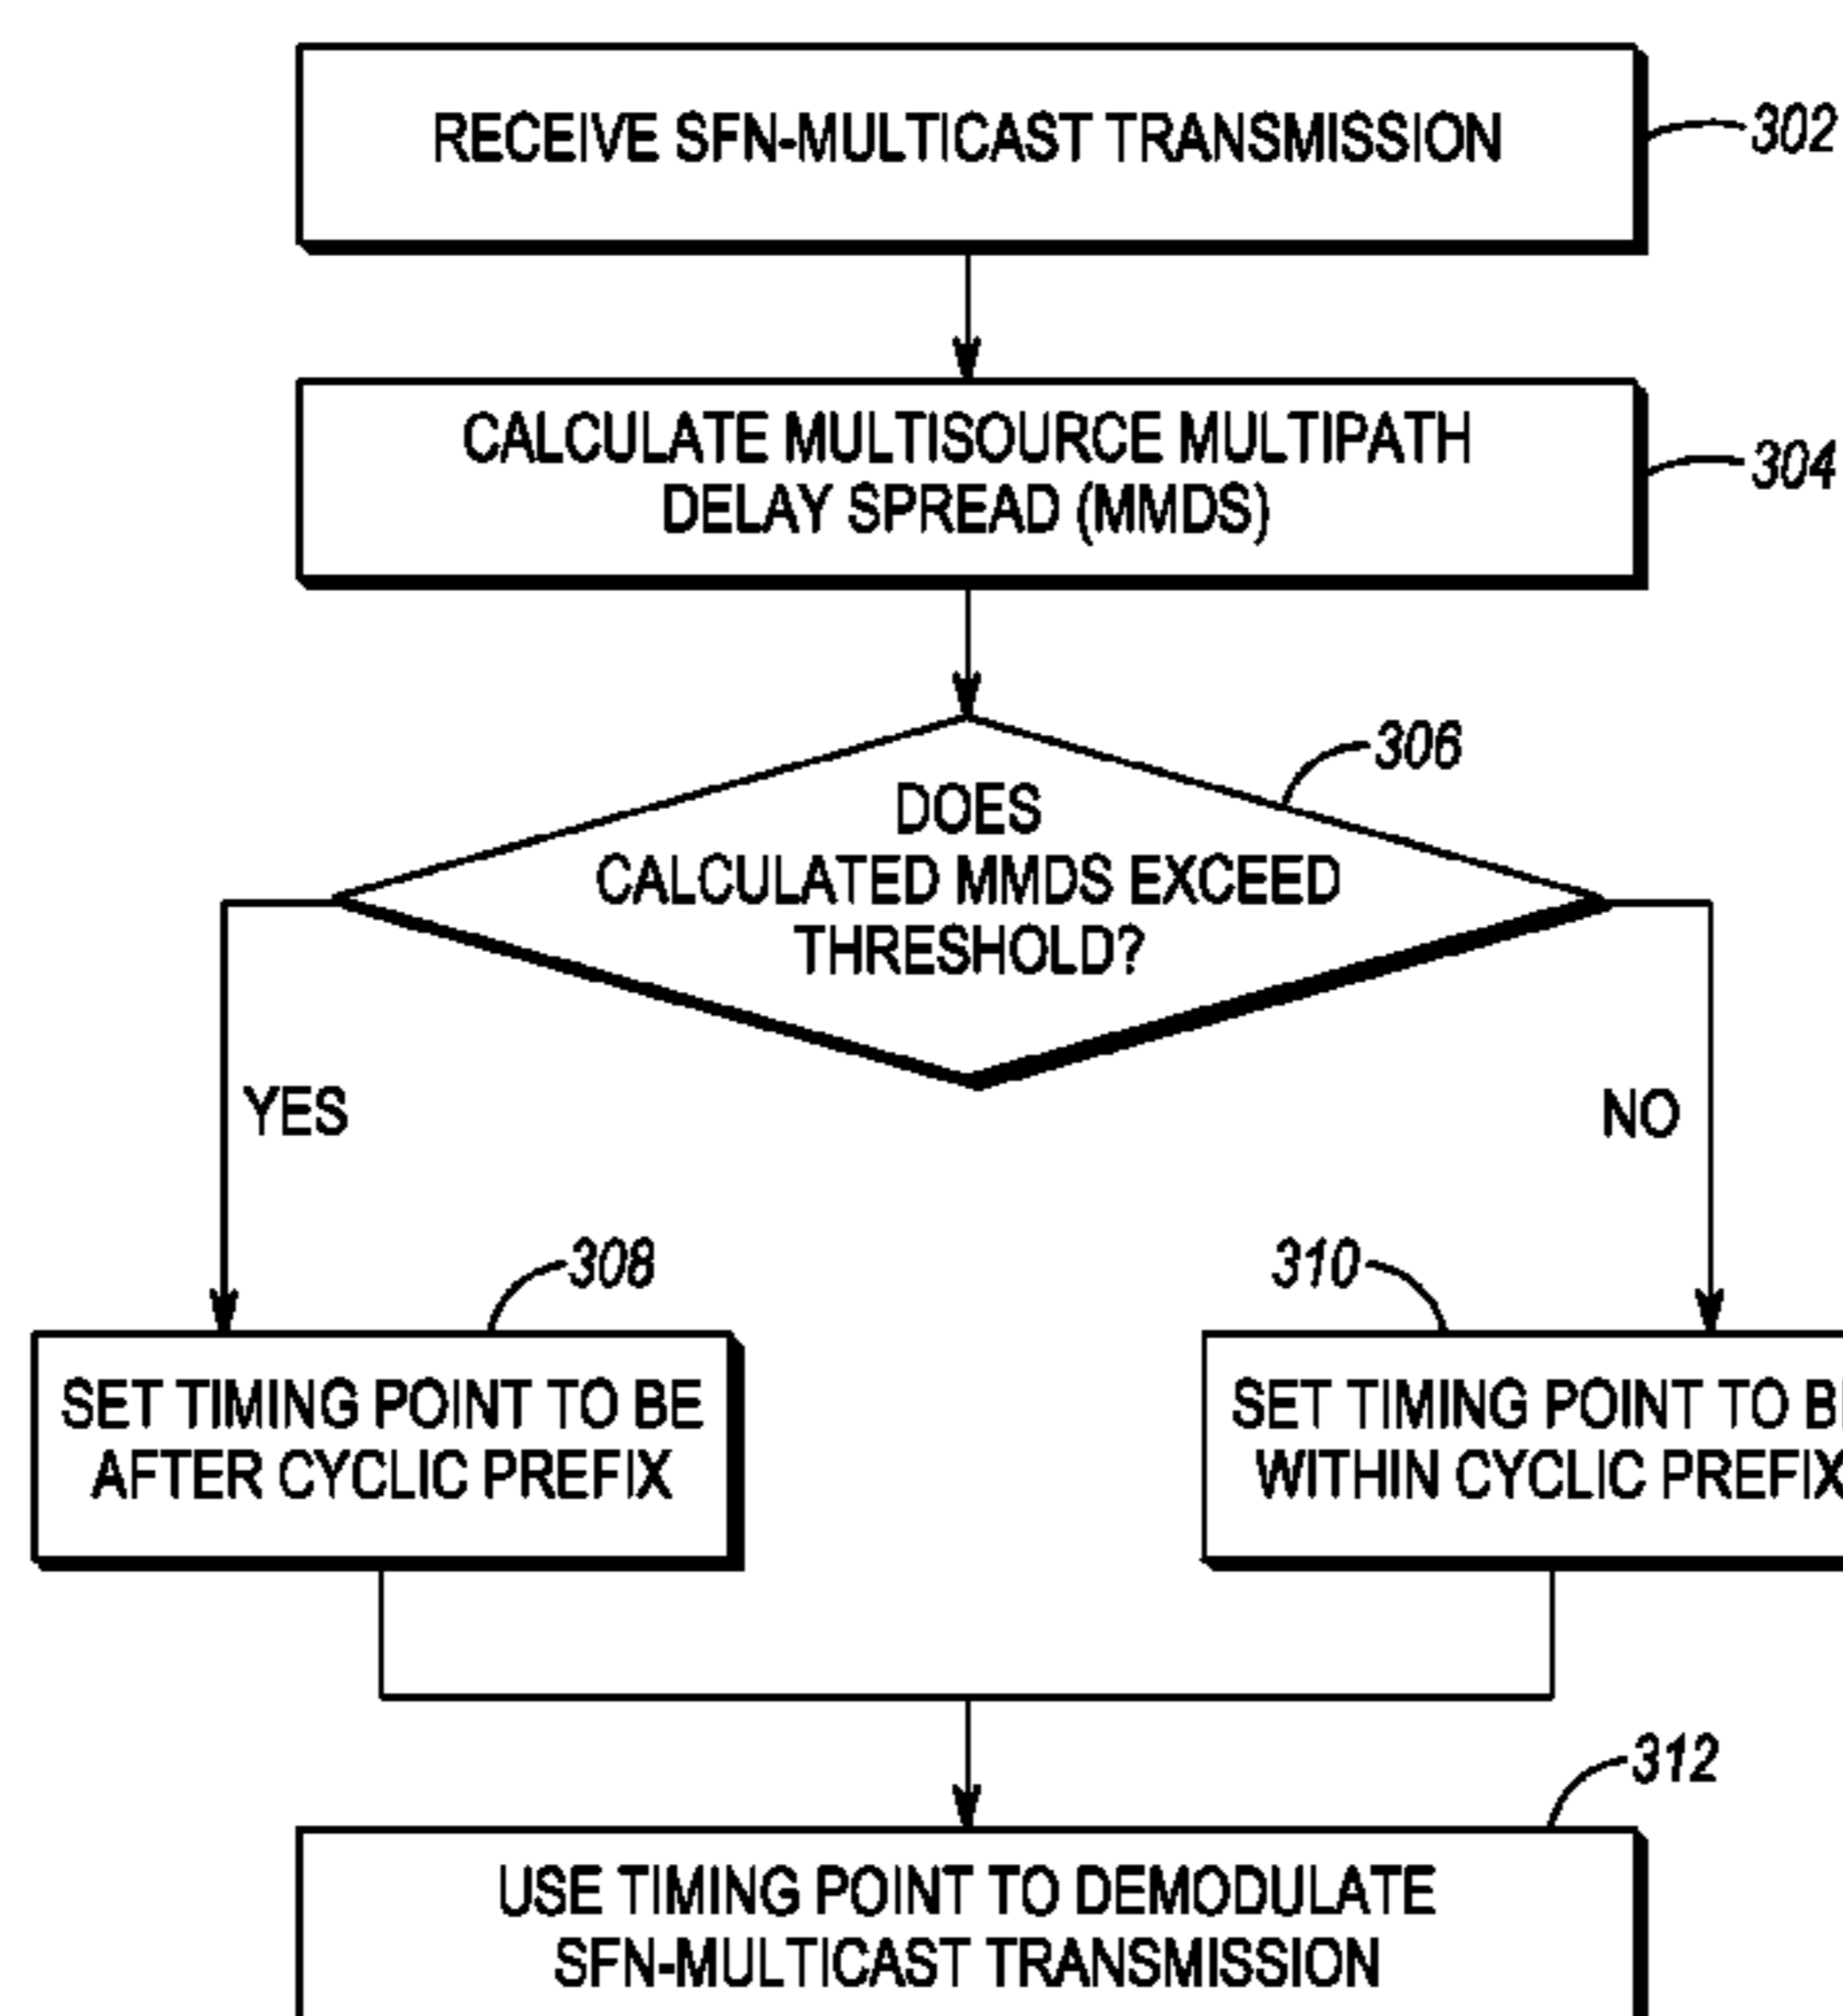 RECEIVE SFN-MULTICAST TRANSMISSION
302
CALCULATE MULTISOURCE MULTIPATH
DELAY SPREAD (MMDS)
304
306
DOES
CALCULATED MMDS EXCEED
THRESHOLD?
YES
NO
308
SET TIMING POINT TO BE
AFTER CYCLIC PREFIX
310
SET TIMING POINT TO BE
WITHIN CYCLIC PREFIX
312
USE TIMING POINT TO DEMODULATE
SFN-MULTICAST TRANSMISSION